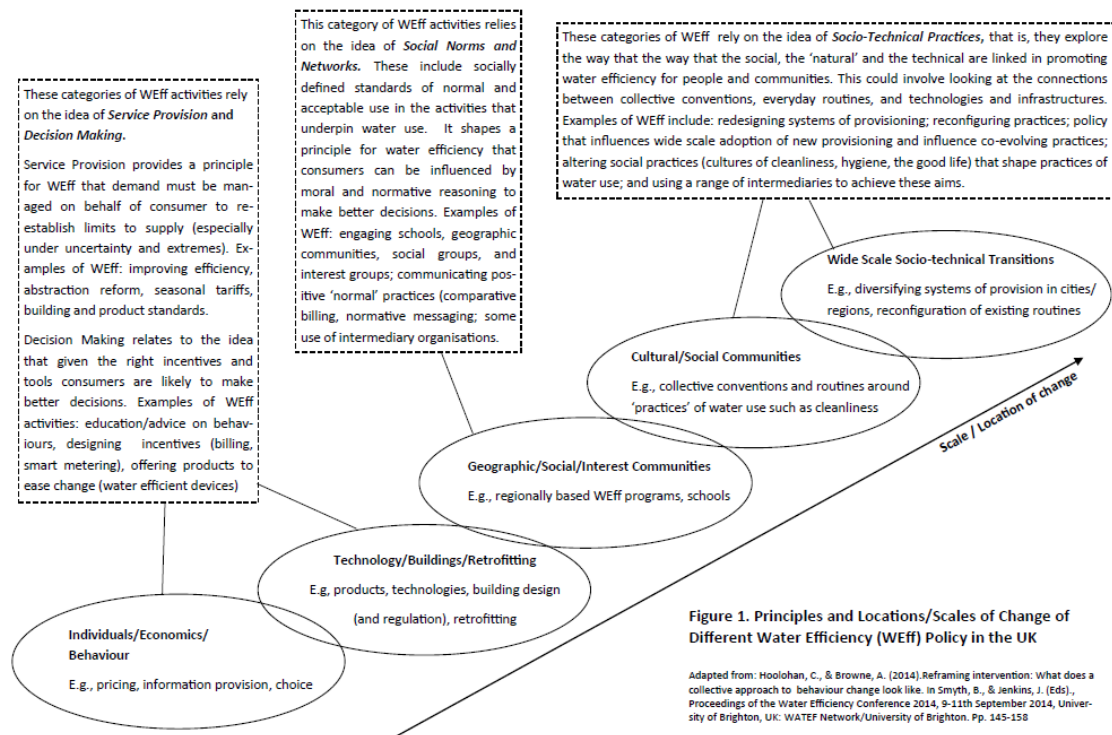 These categories of WEff activities rely
on the idea of Service Provision and
Decision Making.
Service Provision provides a principle
for WEff that demand must be man-
aged on behalf of consumer to re-
establish limits to supply (especially
under uncertainty and extremes). Ex-
amples of WEff: improving efficiency,
abstraction reform, seasonal tariffs,
building and product standards.
Decision Making relates to the idea
that given the right incentives and
tools consumers are likely to make
better decisions. Examples of WEff
activities: education/advice on behav-
iours, designing incentives (billing,
smart metering), offering products to
ease change (water efficient devices)
This category of WEff activities relies
on the idea of Social Norms and
Networks. These include socially
defined standards of normal and
acceptable use in the activities that
underpin water use. It shapes a
principle for water efficiency that
consumers can be influenced by
moral and normative reasoning to
make better decisions. Examples of
WEff: engaging schools, geographic
communities, social groups, and
interest groups; communicating pos-
itive 'normal' practices (comparative
billing, normative messaging; some
use of intermediary organisations.
These categories of WEff rely on the idea of Socio-Technical Practices, that is, they explore
the way that the way that the social, the 'natural' and the technical are linked in promoting
water efficiency for people and communities. This could involve looking at the connections
between collective conventions, everyday routines, and technologies and infrastructures.
Examples of WEff include: redesigning systems of provisioning; reconfiguring practices; policy
that influences wide scale adoption of new provisioning and influence co-evolving practices;
altering social practices (cultures of cleanliness, hygiene, the good life) that shape practices of
water use; and using a range of intermediaries to achieve these aims.
Wide Scale Socio-technical Transitions
E.g., diversifying systems of provision in cities/
regions, reconfiguration of existing routines
Cultural/Social Communities
E.g., collective conventions and routines around
'practices' of water use such as cleanliness
Scale / Location of change
Geographic/Social/Interest Communities
E.g., regionally based WEff programs, schools
Technology/Buildings/Retrofitting
E.g, products, technologies, building design
(and regulation), retrofitting
Individuals/Economics/
Behaviour
E.g., pricing, information provision, choice
Figure 1. Principles and Locations/Scales of Change of
Different Water Efficiency (WEff) Policy in the UK
Adapted from: Hoolohan, C., & Browne, A. (2014).Reframing intervention: What does a
collective approach to behaviour change look like. In Smyth, B., & Jenkins, J. (Eds).,
Proceedings of the Water Efficiency Conference 2014, 9-11th September 2014, Univer-
sity of Brighton, UK: WATEF Network/University of Brighton. Pp. 145-158